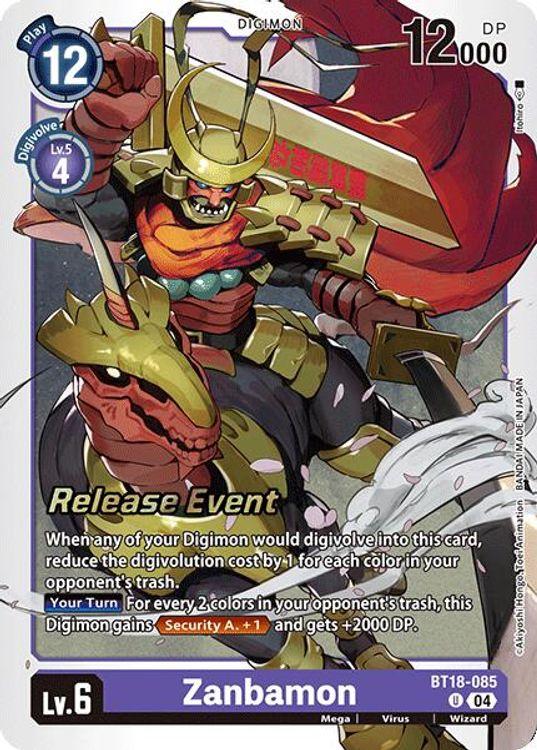 DIGIMON
Play
12
DP
12000
Digivolve
Lv.5
4
Itohiro
Release Event
When any of your Digimon would digivolve into this card,
reduce the digivolution cost by 1 for each color in your
opponent's trash.
Your Turn For every 2 colors in your opponent's trash, this
Digimon gains Security A. +1 and gets +2000 DP.
©Akiyoshi Hongo, Toei Animation BANDAI MADE IN JAPAN
Lv.6
Zanbamon
BT18-085
U 04
Mega | Virus | Wizard